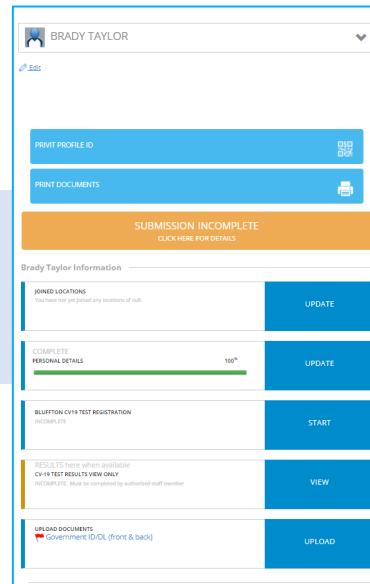 BRADY TAYLOR
Edit
PRIVIT PROFILE ID
PRINT DOCUMENTS
SUBMISSION INCOMPLETE
CLICK HERE FOR DETAILS
Brady Taylor Information
JOINED LOCATIONS
You have not yet joined any locations of null.
UPDATE
COMPLETE
PERSONAL DETAILS
100%
UPDATE
BLUFFTON CV19 TEST REGISTRATION
INCOMPLETE
START
RESULTS here when available
CV-19 TEST RESULTS VIEW ONLY
INCOMPLETE. Must be completed by authorized staff member
VIEW
UPLOAD DOCUMENTS
Government ID/DL (front & back)
UPLOAD